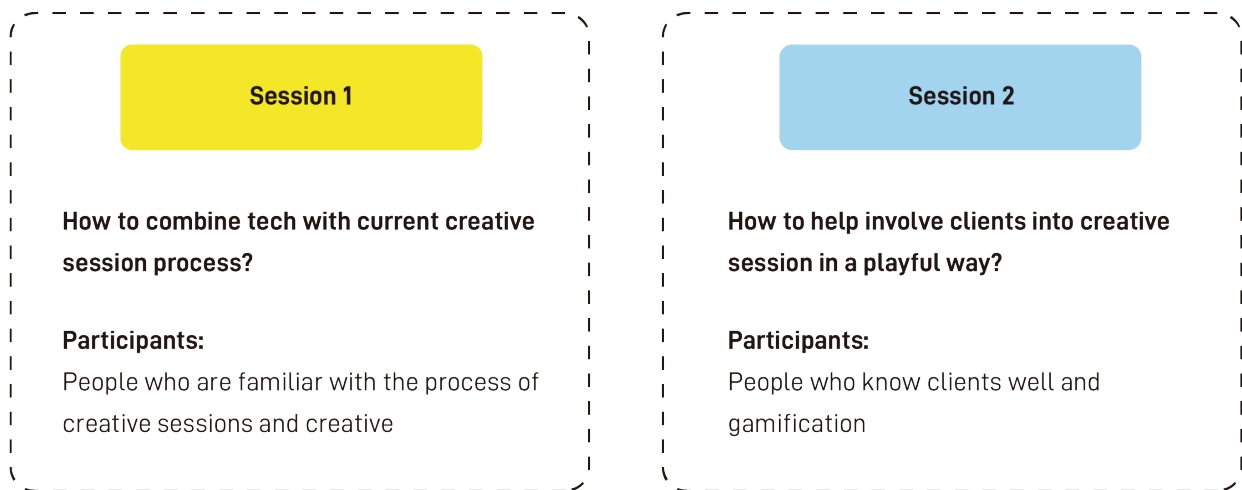 Session 1
How to combine tech with current creative
session process?
Participants:
People who are familiar with the process of
creative sessions and creative
Session 2
How to help involve clients into creative
session in a playful way?
Participants:
People who know clients well and
gamification